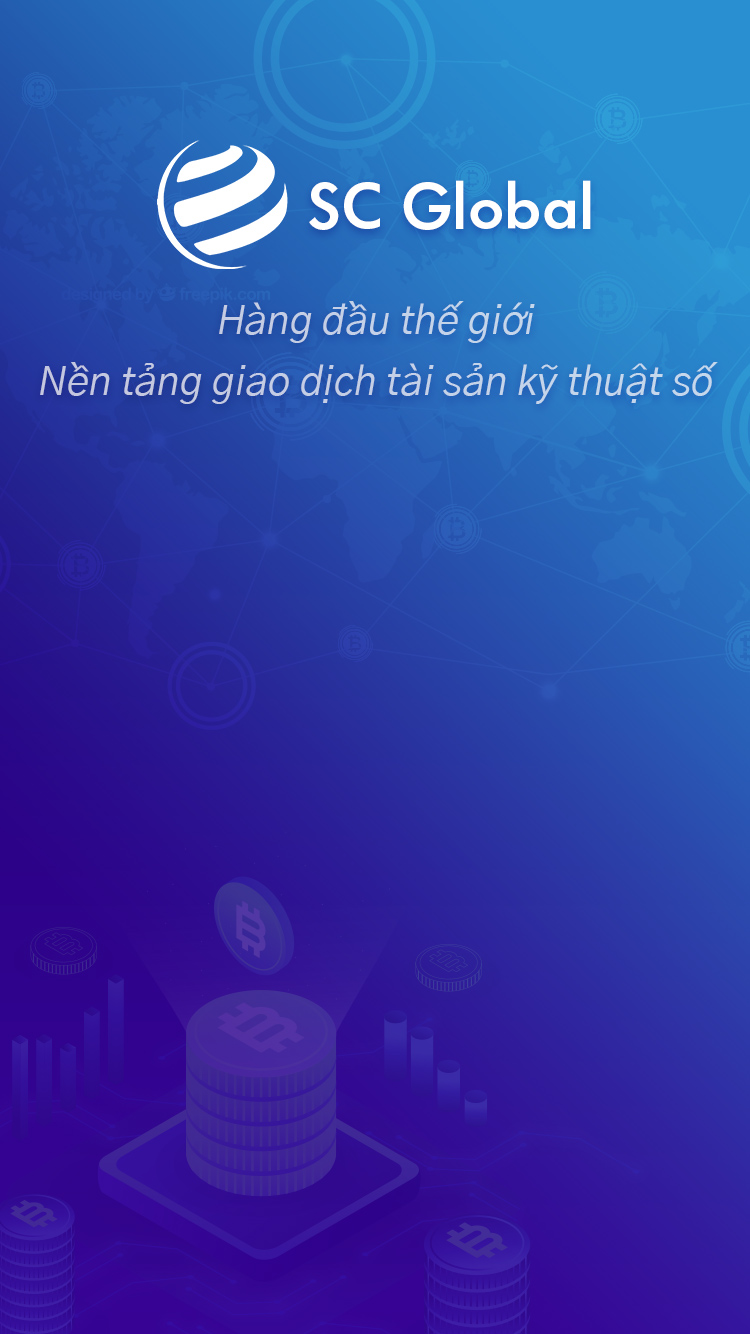 SC Global
designed by freepik.com
Hàng đầu thế giới
Nền tảng giao dịch tài sản kỹ thuật số